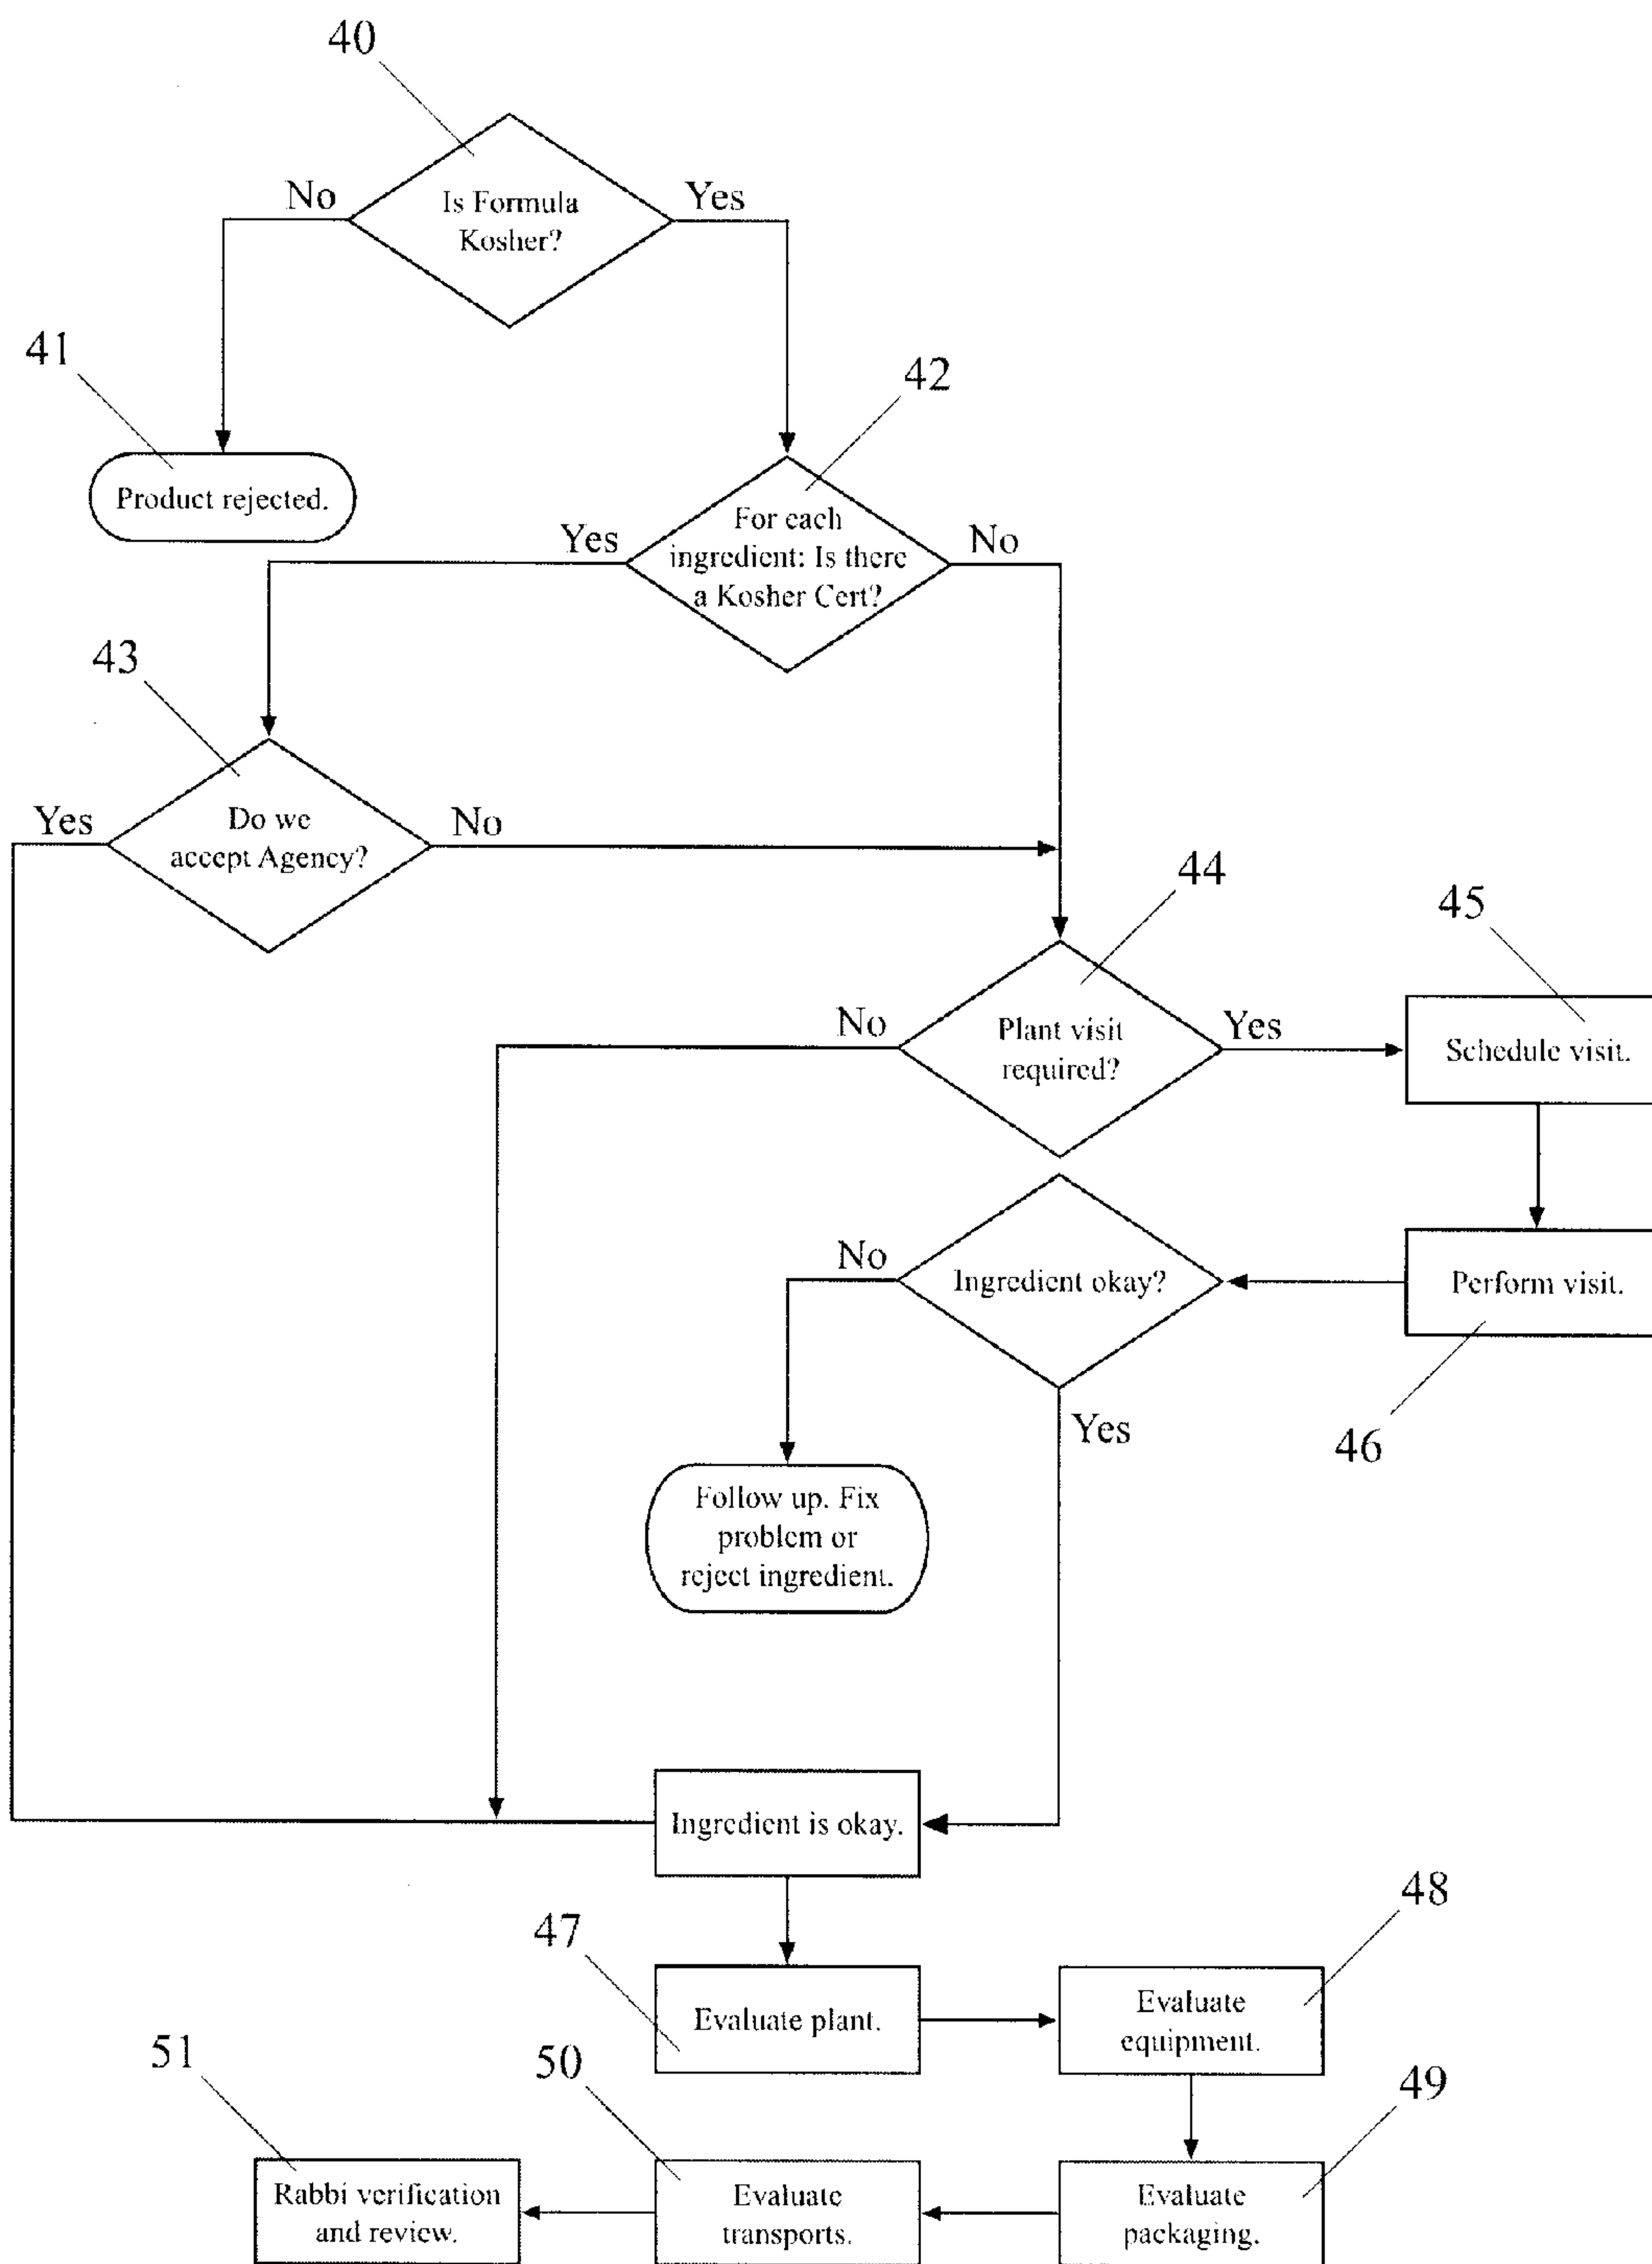 40
No
Yes
Is Formula
Kosher?
41
42
Product rejected.
For each
ingredient: Is there
a Kosher Cert?
Yes
No
43
Yes
Do we
accept Agency?
No
44
45
No
Plant visit
required?
Yes
Schedule visit.
No
Ingredient okay?
Perform visit.
Yes
46
Follow up. Fix
problem or
reject ingredient.
Ingredient is okay.
48
47
Evaluate plant.
Evaluate
equipment.
51
50
49
Rabbi verification
and review.
Evaluate
transports.
Evaluate
packaging.